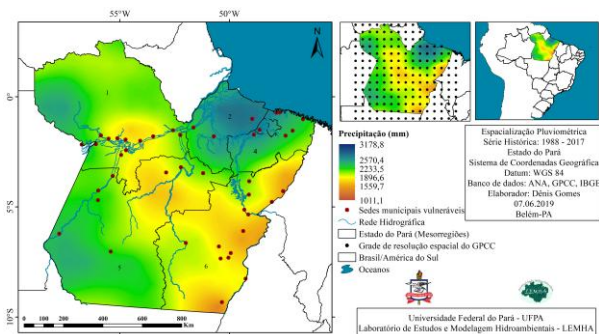 55°W
50°W
N
0°
5°S
10°S
1
2
4
5
6
0 100 200 400 600 800
Km
Precipitação (mm)
3178,8
2570,4
2233,5
1896,6
1559,7
1011,1
Sedes municipais vulneráveis
Rede Hidrográfica
Estado do Pará (Mesorregiões)
Grade de resolução espacial do GPCC
Brasil/América do Sul
Oceanos
Espacialização Pluviométrica
Série Histórica: 1988 - 2017
Estado do Pará
Sistema de Coordenadas Geográfica
Datum: WGS 84
Banco de dados: ANA, GPCC, IBGE
Elaborador: Dênis Gomes
07.06.2019
Belém-PA
LEMHA
Universidade Federal do Pará - UFPA
Laboratório de Estudos e Modelagem Hidroambientais - LEMHA